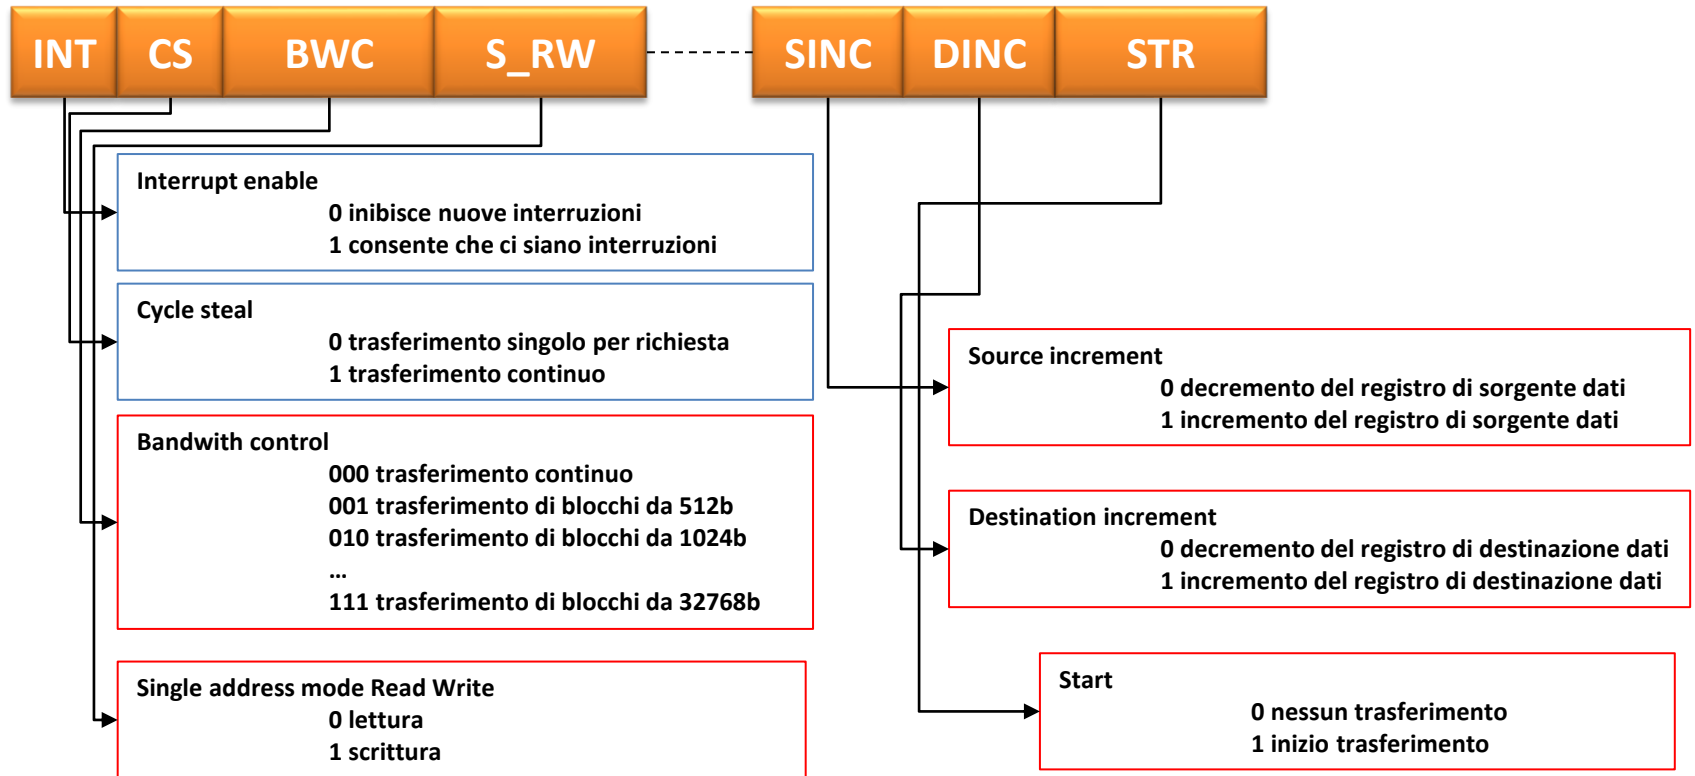 INT CS BWC S_RW SINC DINC STR
Interrupt enable
0 inibisce nuove interruzioni
1 consente che ci siano interruzioni
Cycle steal
0 trasferimento singolo per richiesta
1 trasferimento continuo
Bandwith control
000 trasferimento continuo
001 trasferimento di blocchi da 512b
010 trasferimento di blocchi da 1024b
...
111 trasferimento di blocchi da 32768b
Single address mode Read Write
0 lettura
1 scrittura
Source increment
0 decremento del registro di sorgente dati
1 incremento del registro di sorgente dati
Destination increment
0 decremento del registro di destinazione dati
1 incremento del registro di destinazione dati
Start
0 nessun trasferimento
1 inizio trasferimento